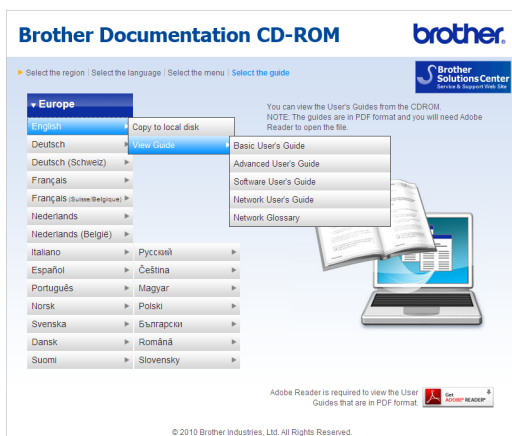 Brother Documentation CD-ROM
brother.
Select the region | Select the language | Select the menu | Select the guide
Brother
Solutions Center
Service & Support Web Site
Europe
You can view the User's Guides from the CDROM.
NOTE: The guides are in PDF format and you will need Adobe
Reader to open the file.
English
Copy to local disk
Deutsch
View Guide
Basic User's Guide
Deutsch (Schweiz)
Advanced User's Guide
Français
Software User's Guide
Français (Suisse/Belgique)
Network User's Guide
Nederlands
Network Glossary
Nederlands (België)
Italiano
Русский
Español
Čeština
Português
Magyar
Norsk
Polski
Svenska
Български
Dansk
Română
Suomi
Slovensky
Adobe Reader is required to view the User
Guides that are in PDF format.
Get
ADOBE® READER®
© 2010 Brother Industries, Ltd. All Rights Reserved.